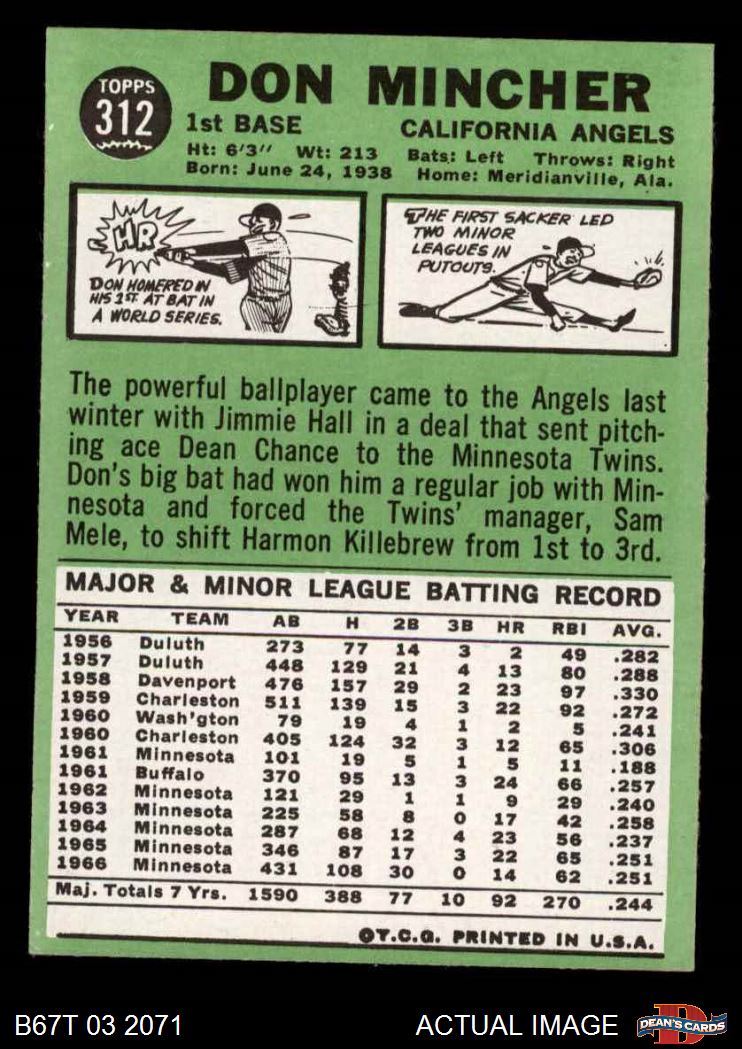 TOPPS
312
DON MINCHER
1st BASE CALIFORNIA ANGELS
Ht: 6'3" Wt: 213 Bats: Left Throws: Right
Born: June 24, 1938 Home: Meridianville, Ala.
HR
DON HOMERED IN
HIS 1ST. AT BAT IN
A WORLD SERIES.
THE FIRST SACKER LED
TWO MINOR
LEAGUES IN
PUTOUTS.
The powerful ballplayer came to the Angels last
winter with Jimmie Hall in a deal that sent pitch-
ing ace Dean Chance to the Minnesota Twins.
Don's big bat had won him a regular job with Min-
nesota and forced the Twins' manager, Sam
Mele, to shift Harmon Killebrew from 1st to 3rd.
MAJOR & MINOR LEAGUE BATTING RECORD
YEAR TEAM AB H 2B 3B HR RBI AVG.
1956 Duluth 273 77 14 3 2 49 .282
1957 Duluth 448 129 21 4 13 80 .288
1958 Davenport 476 157 29 2 23 97 .330
1959 Charleston 511 139 15 3 22 92 .272
1960 Wash'gton 79 19 4 1 2 5 .241
1960 Charleston 405 124 32 3 12 65 .306
1961 Minnesota 101 19 5 1 5 11 .188
1961 Buffalo 370 95 13 3 24 66 .257
1962 Minnesota 121 29 1 1 9 29 .240
1963 Minnesota 225 58 8 0 17 42 .258
1964 Minnesota 287 68 12 4 23 56 .237
1965 Minnesota 346 87 17 3 22 65 .251
1966 Minnesota 431 108 30 0 14 62 .251
Maj. Totals 7 Yrs. 1590 388 77 10 92 270 .244
©T.C.G. PRINTED IN U.S.A.
B67T 03 2071 ACTUAL IMAGE DEAN'S CARDS